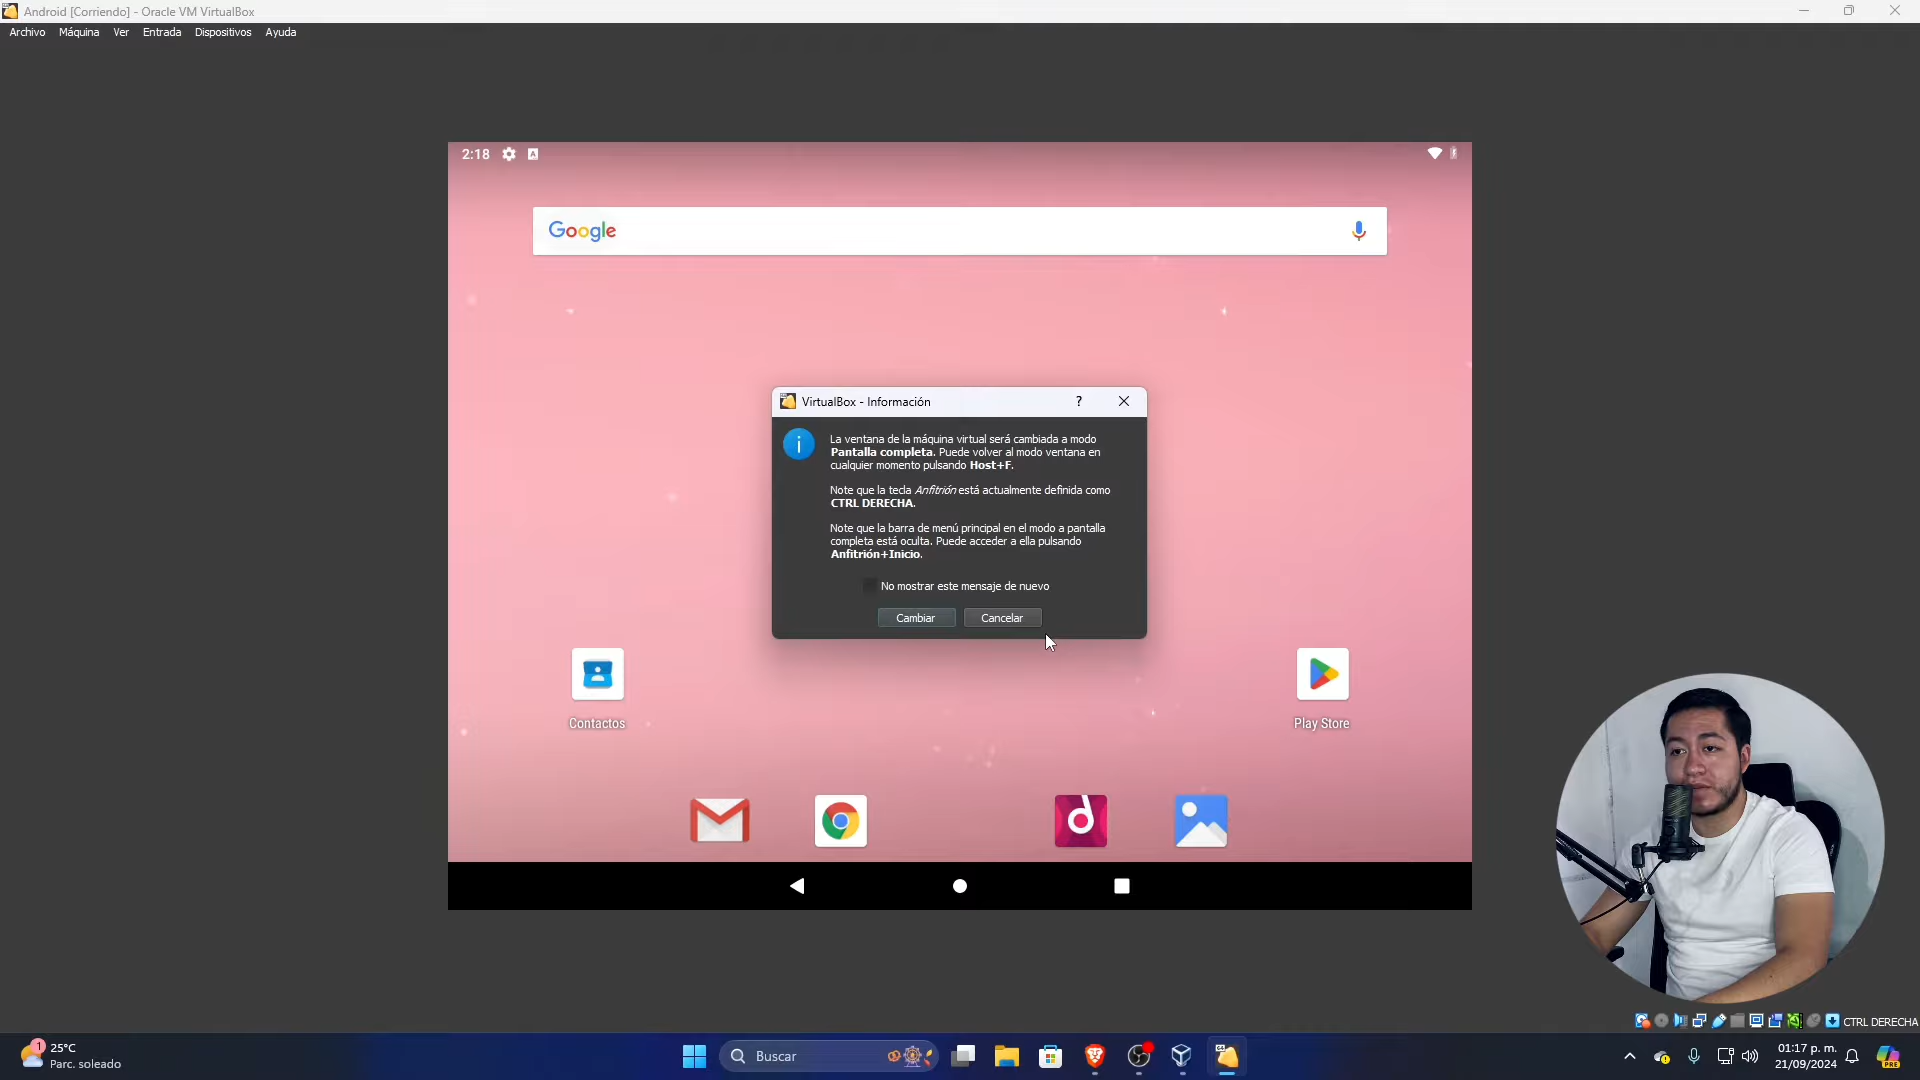 Android [Corriendo] - Oracle VM VirtualBox
Archivo Máquina Ver Entrada Dispositivos Ayuda
2:18 A
Google
VirtualBox - Información ?
La ventana de la máquina virtual será cambiada a modo
Pantalla completa. Puede volver al modo ventana en
cualquier momento pulsando Host+F.
Note que la tecla Anfitrión está actualmente definida como
CTRL DERECHA.
Note que la barra de menú principal en el modo a pantalla
completa está oculta. Puede acceder a ella pulsando
Anfitrión+Inicio.
No mostrar este mensaje de nuevo
Cambiar Cancelar
Contactos
Play Store
CTRL DERECHA
1
25°C
Parc. soleado
Buscar
01:17 p. m.
21/09/2024
PRE